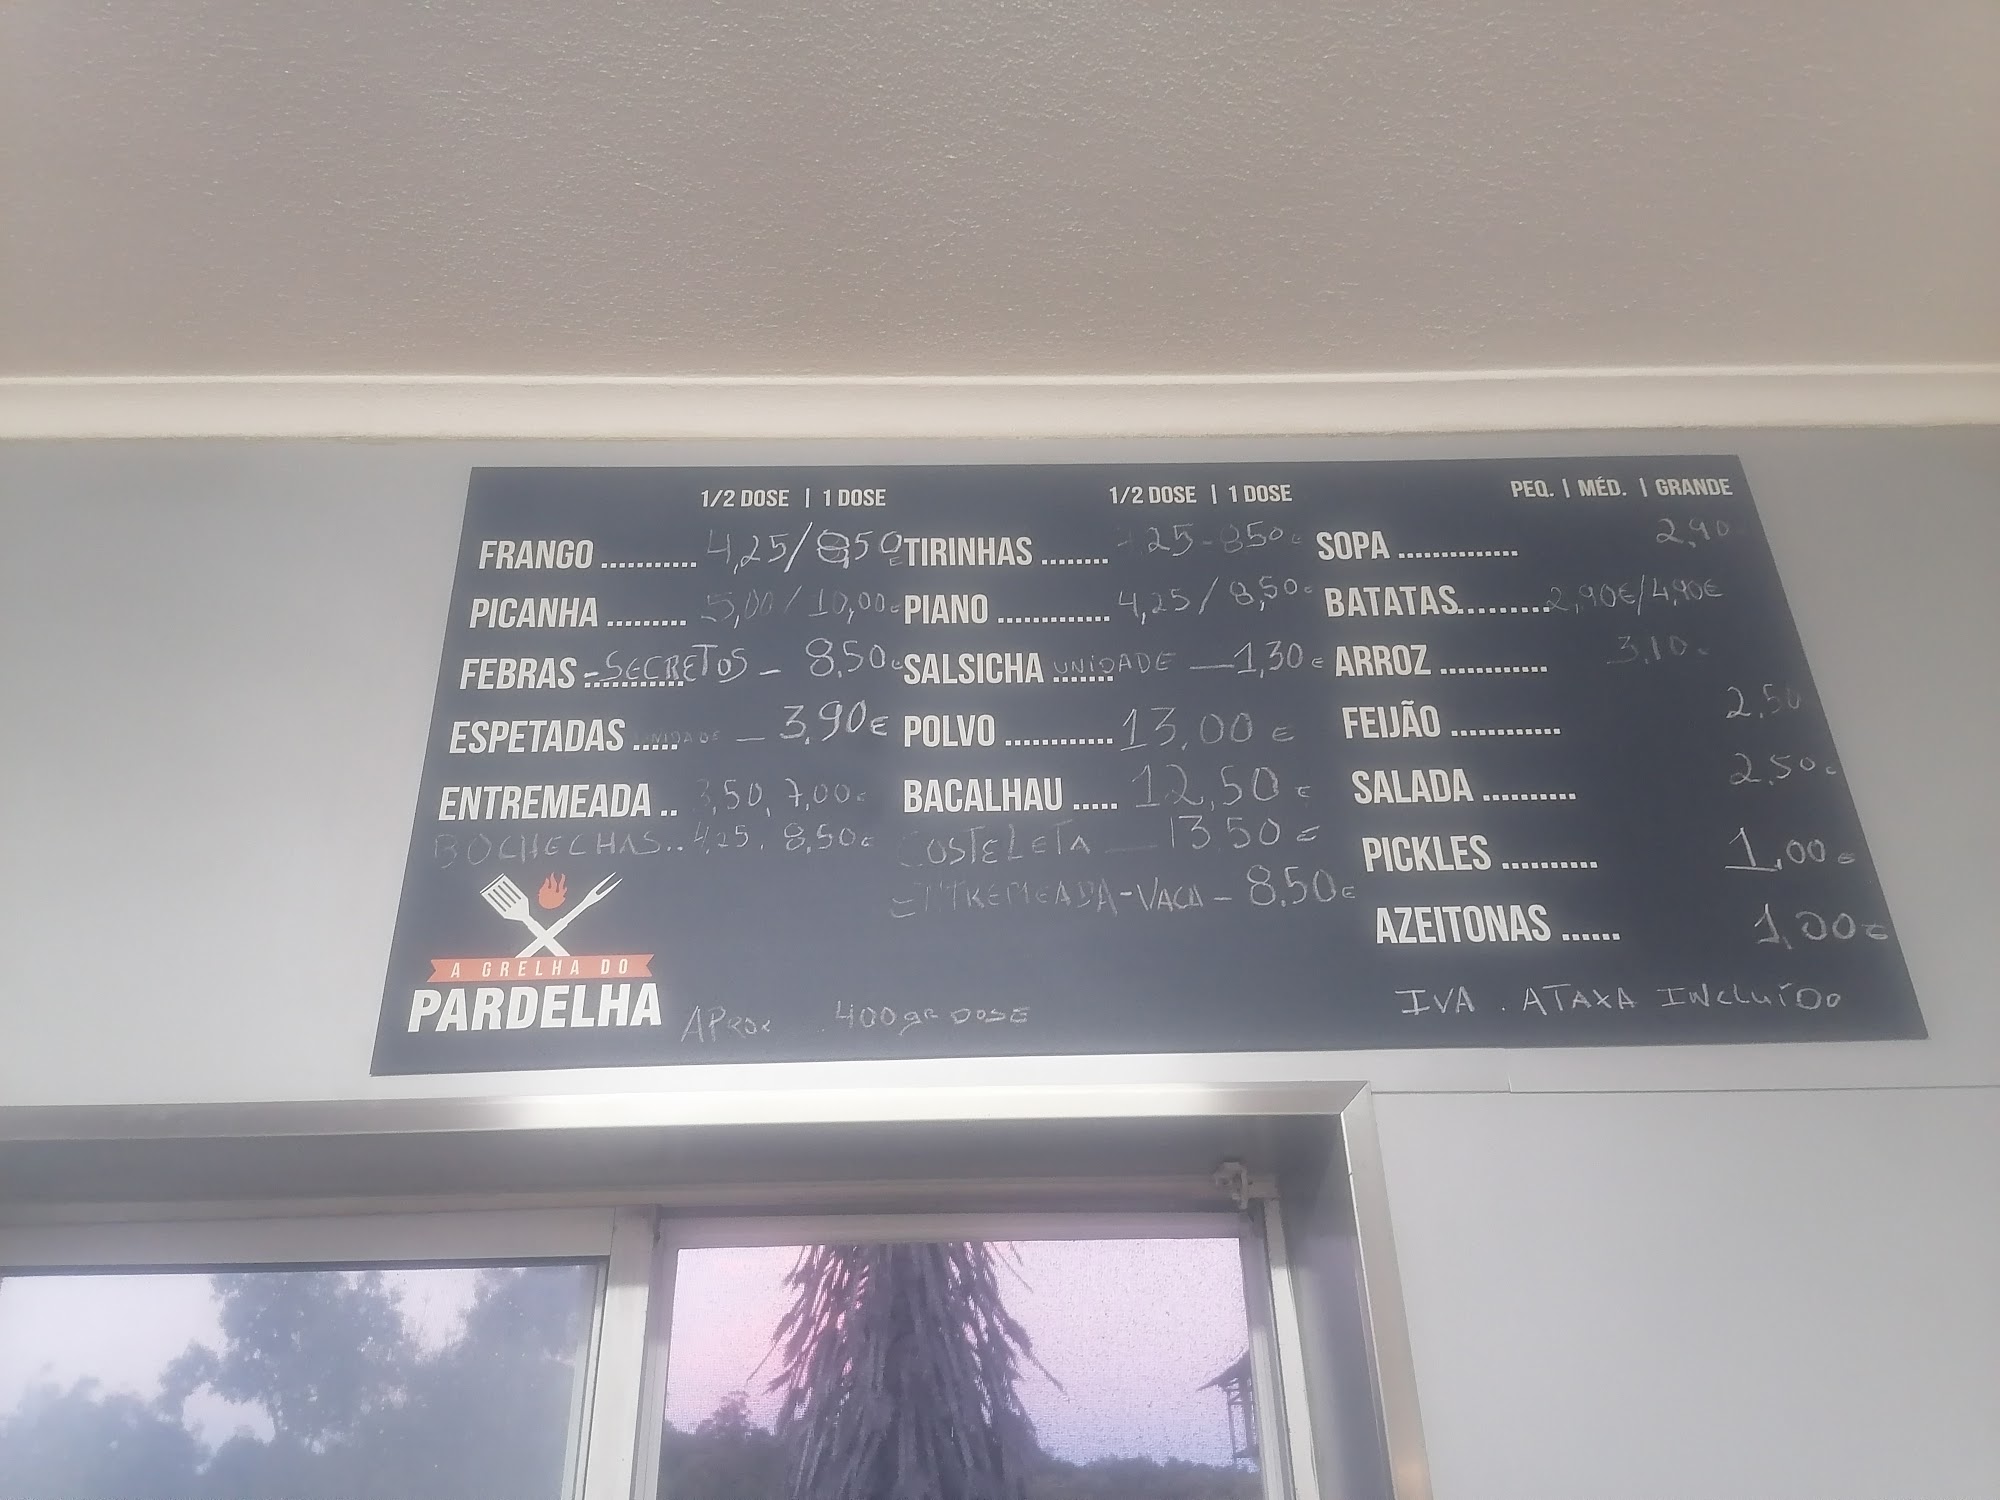 1/2 DOSE | 1 DOSE
FRANGO ........... 4,25/8,50€
PICANHA ......... 5,00/10,00€
FEBRAS -SECRETOS - 8.50€
ESPETADAS ..... UNIDADE - 3,90€
ENTREMEADA .. 3,50, 7,00€
BOCHECHAS.. 4,25. 8,50€
A GRELHA DO
PARDELHA
APROX .400gr DOSE
1/2 DOSE | 1 DOSE
TIRINHAS ........ 25-850€
PIANO ............. 4,25/8,50€
SALSICHA ....... UNIDADE —1,30€
POLVO ............ 13,00€
BACALHAU ..... 12,50€
COSTELETA — 13.50€
ENTREMEADA-VACA - 8.50€
PEQ. | MÉD. | GRANDE
SOPA .............. 2,90
BATATAS......... 2,90€/4,90€
ARROZ ............ 3,10€
FEIJÃO ............ 2,50
SALADA .......... 2,50€
PICKLES .......... 1,00€
AZEITONAS ...... 1,00€
IVA . ATAXA INCLUÍDO